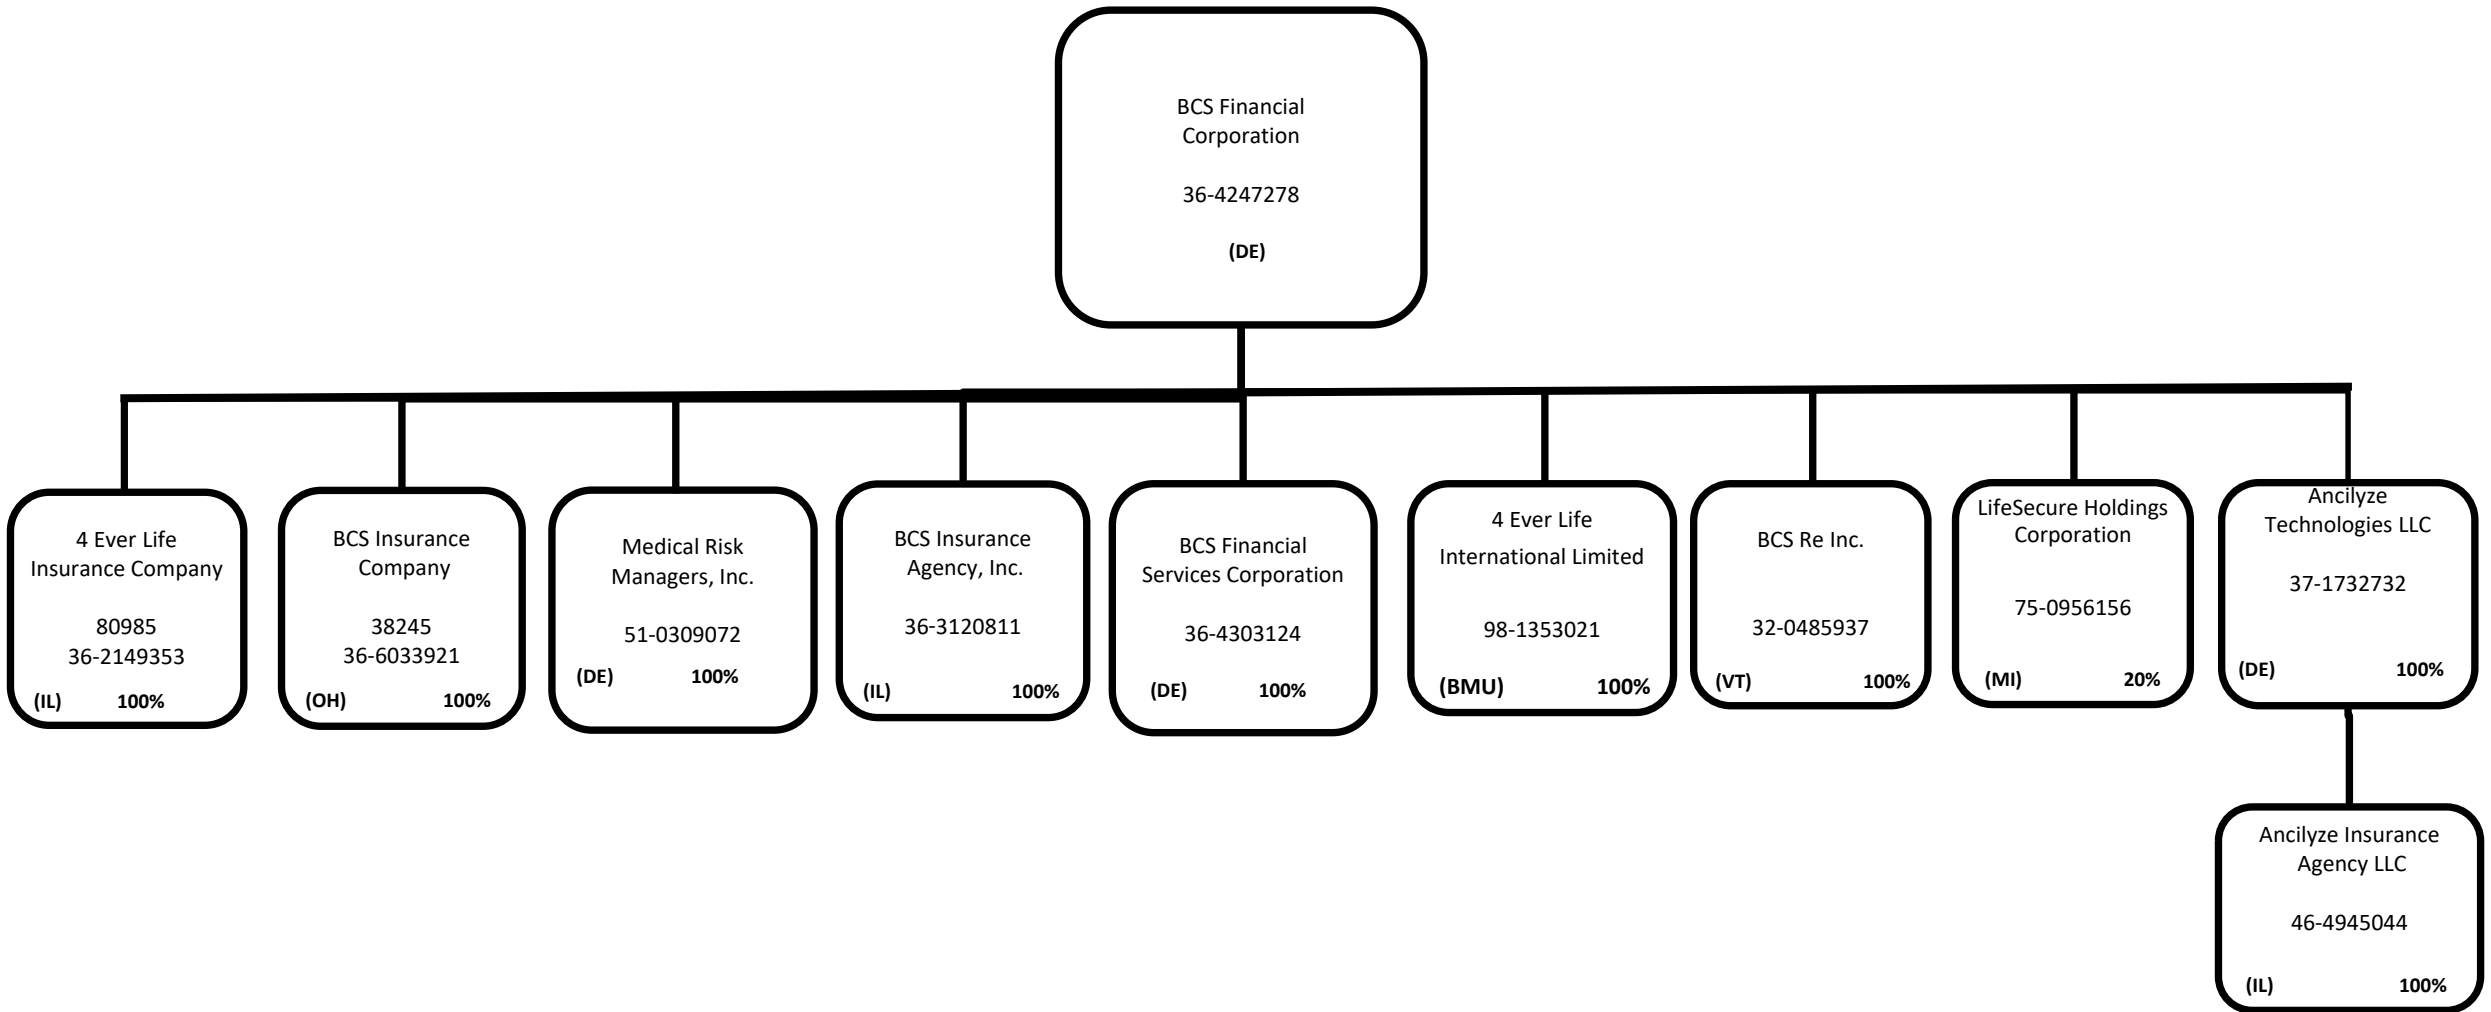 BCS Financial
Corporation
36-4247278
(DE)
4 Ever Life
Insurance Company
80985
36-2149353
(IL) 100%
BCS Insurance
Company
38245
36-6033921
(OH) 100%
Medical Risk
Managers, Inc.
51-0309072
(DE) 100%
BCS Insurance
Agency, Inc.
36-3120811
(IL) 100%
BCS Financial
Services Corporation
36-4303124
(DE) 100%
4 Ever Life
International Limited
98-1353021
(BMU) 100%
BCS Re Inc.
32-0485937
(VT) 100%
LifeSecure Holdings
Corporation
75-0956156
(MI) 20%
Ancilyze
Technologies LLC
37-1732732
(DE) 100%
Ancilyze Insurance
Agency LLC
46-4945044
(IL) 100%